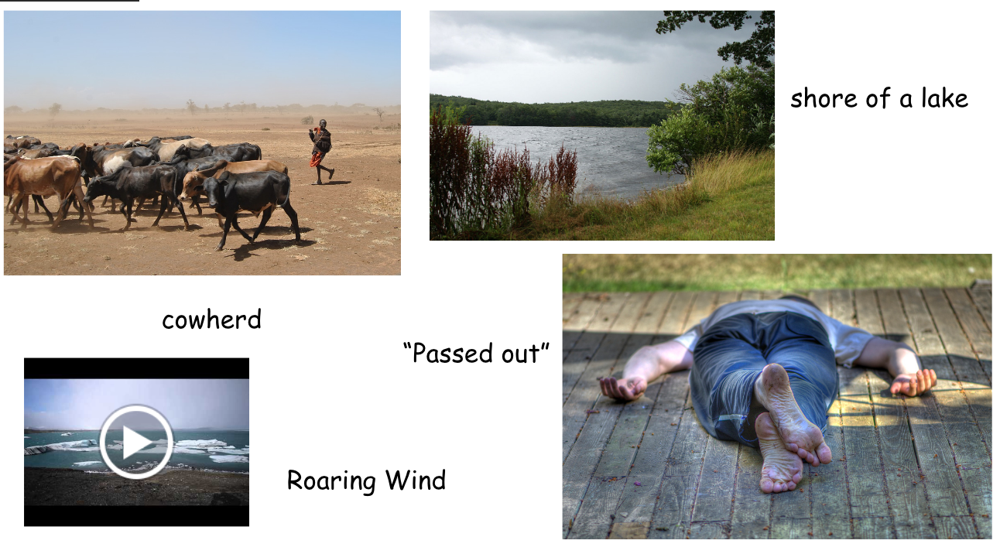 shore of a lake
cowherd
“Passed out”
Roaring Wind